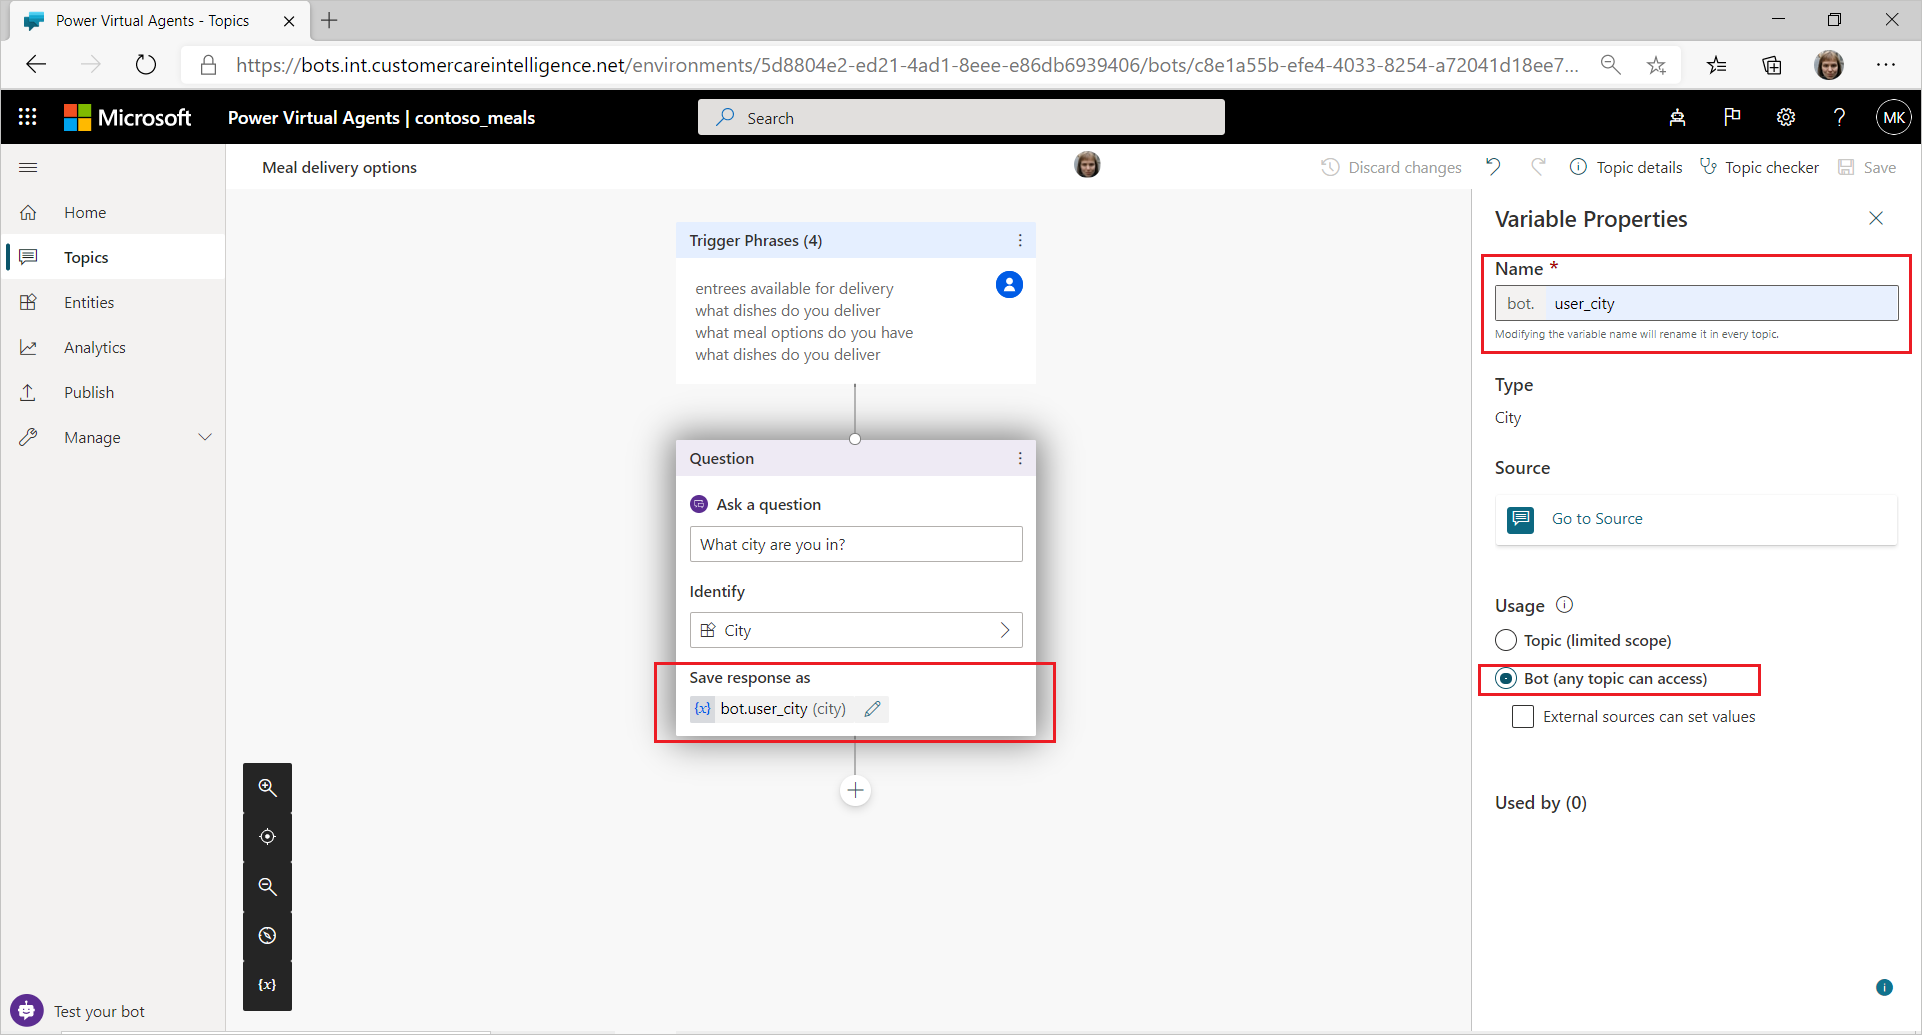 Power Virtual Agents - Topics
https://bots.int.customercareintelligence.net/environments/5d8804e2-ed21-4ad1-8eee-e86db6939406/bots/c8e1a55b-efe4-4033-8254-a72041d18ee7...
Microsoft
Power Virtual Agents | contoso_meals
Search
MK
Meal delivery options
Discard changes
Topic details
Topic checker
Save
Home
Topics
Entities
Analytics
Publish
Manage
Test your bot
Trigger Phrases (4)
entrees available for delivery
what dishes do you deliver
what meal options do you have
what dishes do you deliver
Question
Ask a question
What city are you in?
Identify
City
Save response as
{x} bot.user_city (city)
{x}
Variable Properties
Name *
bot. user_city
Modifying the variable name will rename it in every topic.
Type
City
Source
Go to Source
Usage
Topic (limited scope)
Bot (any topic can access)
External sources can set values
Used by (0)